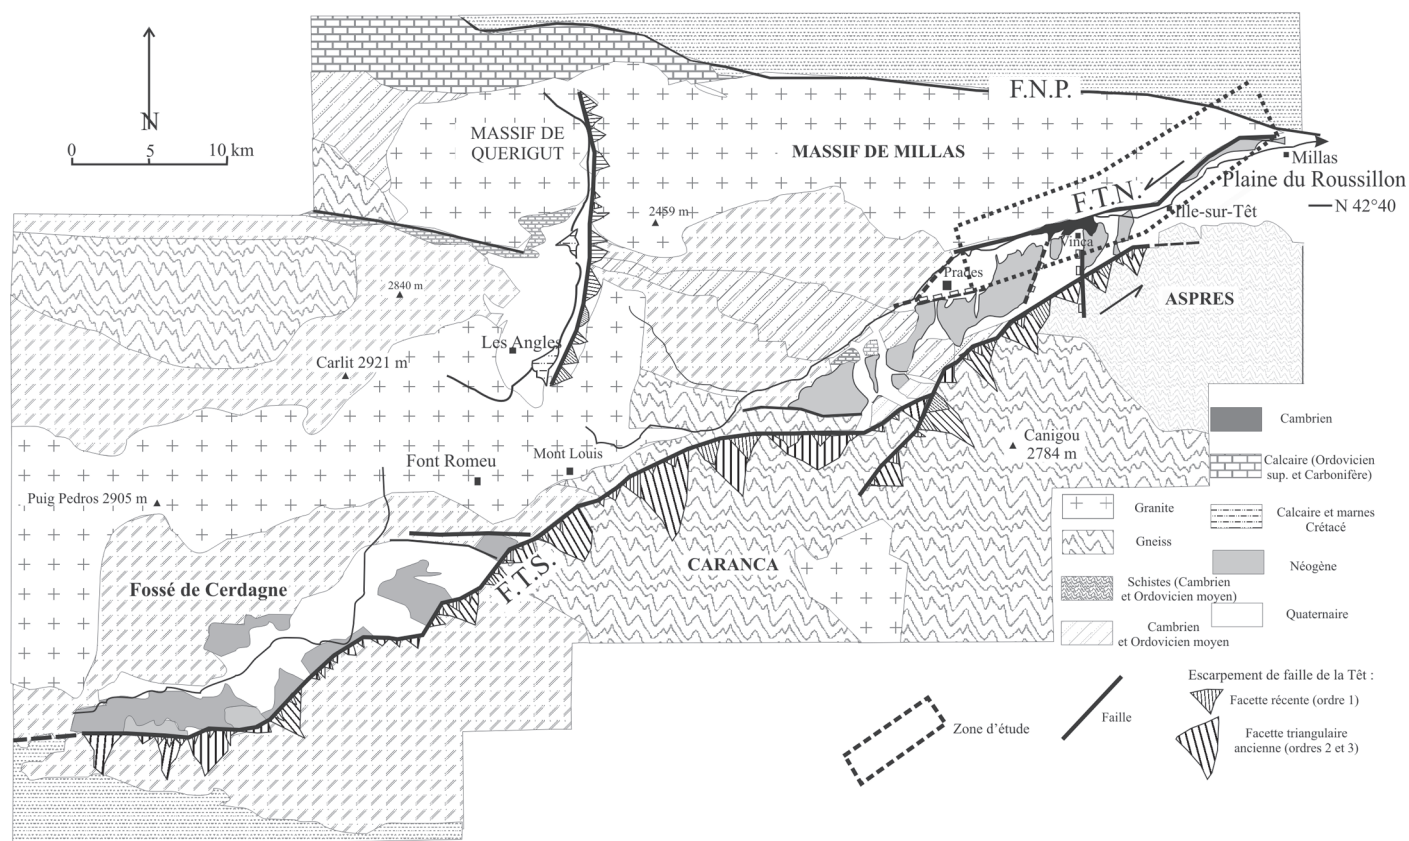 F.N.P.
N
0 5 10 km
MASSIF DE
QUERIGUT
MASSIF DE MILLAS
Millas
Plaine du Roussillon
N 42°40
F.T.N.
Ille-sur-Têt
2459 m
Vinça
Prades
2840 m
ASPRES
Les Angles
Carlit 2921 m
Cambrien
Canigou
2784 m
Mont Louis
Font Romeu
Calcaire (Ordovicien
sup. et Carbonifère)
Puig Pedros 2905 m
Granite
Calcaire et marnes
Crétacé
Gneiss
CARANCA
F.T.S.
Néogène
Fossé de Cerdagne
Schistes (Cambrien
et Ordovicien moyen)
Quaternaire
Cambrien
et Ordovicien moyen
Escarpement de faille de la Têt :
Facette récente (ordre 1)
Zone d'étude
Faille
Facette triangulaire
ancienne (ordres 2 et 3)